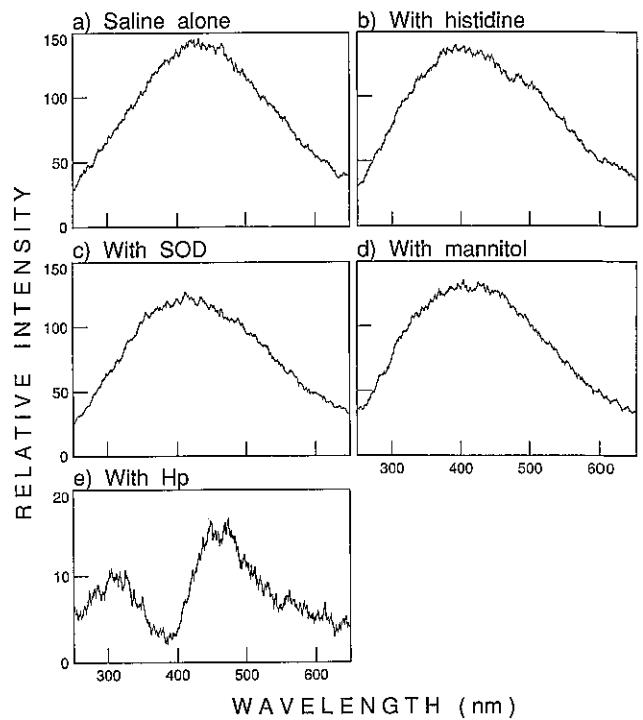 a) Saline alone
b) With histidine
150
100
50
0
c) With SOD
d) With mannitol
150
100
50
0
300 400 500 600
e) With Hp
20
10
0
300 400 500 600
RELATIVE INTENSITY
WAVELENGTH (nm)